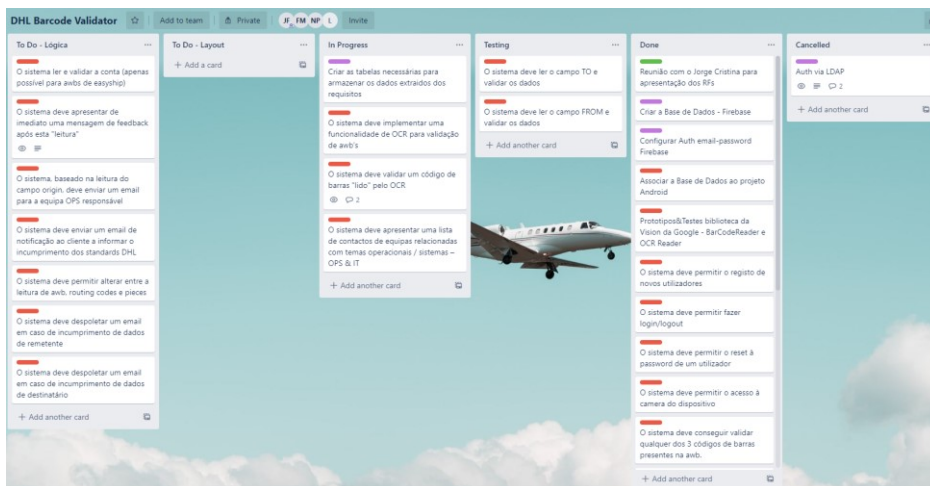 DHL Barcode Validator
Add to team
Private
JF
FM
NP
L
Invite
To Do - Lógica
O sistema ler e validar a conta (apenas
possível para awbs de easyship)
O sistema deve apresentar de
imediato uma mensagem de feedback
após esta "leitura"
O sistema, baseado na leitura do
campo origin, deve enviar um email
para a equipa OPS responsável
O sistema deve enviar um email de
notificação ao cliente a informar o
incumprimento dos standards DHL
O sistema deve permitir alterar entre a
leitura de awb, routing codes e pieces
O sistema deve despoletar um email
em caso de incumprimento de dados
de remetente
O sistema deve despoletar um email
em caso de incumprimento de dados
de destinatário
+ Add another card
To Do - Layout
+ Add a card
In Progress
Criar as tabelas necessárias para
armazenar os dados extraidos dos
requisitos
O sistema deve implementar uma
funcionalidade de OCR para validação
de awb's
O sistema deve validar um código de
barras "lido" pelo OCR
2
O sistema deve apresentar uma lista
de contactos de equipas relacionadas
com temas operacionais / sistemas –
OPS & IT
+ Add another card
Testing
O sistema deve ler o campo TO e
validar os dados
O sistema deve ler o campo FROM e
validar os dados
+ Add another card
Done
Reunião com o Jorge Cristina para
apresentação dos RFs
Criar a Base de Dados - Firebase
Configurar Auth email-password
Firebase
Associar a Base de Dados ao projeto
Android
Prototipos&Testes biblioteca da
Vision da Google - BarCodeReader e
OCR Reader
O sistema deve permitir o registo de
novos utilizadores
O sistema deve permitir fazer
login/logout
O sistema deve permitir o reset à
password de um utilizador
O sistema deve permitir o acesso à
camera do dispositivo
O sistema deve conseguir validar
qualquer dos 3 códigos de barras
presentes na awb.
+ Add another card
Cancelled
Auth via LDAP
2
+ Add another card